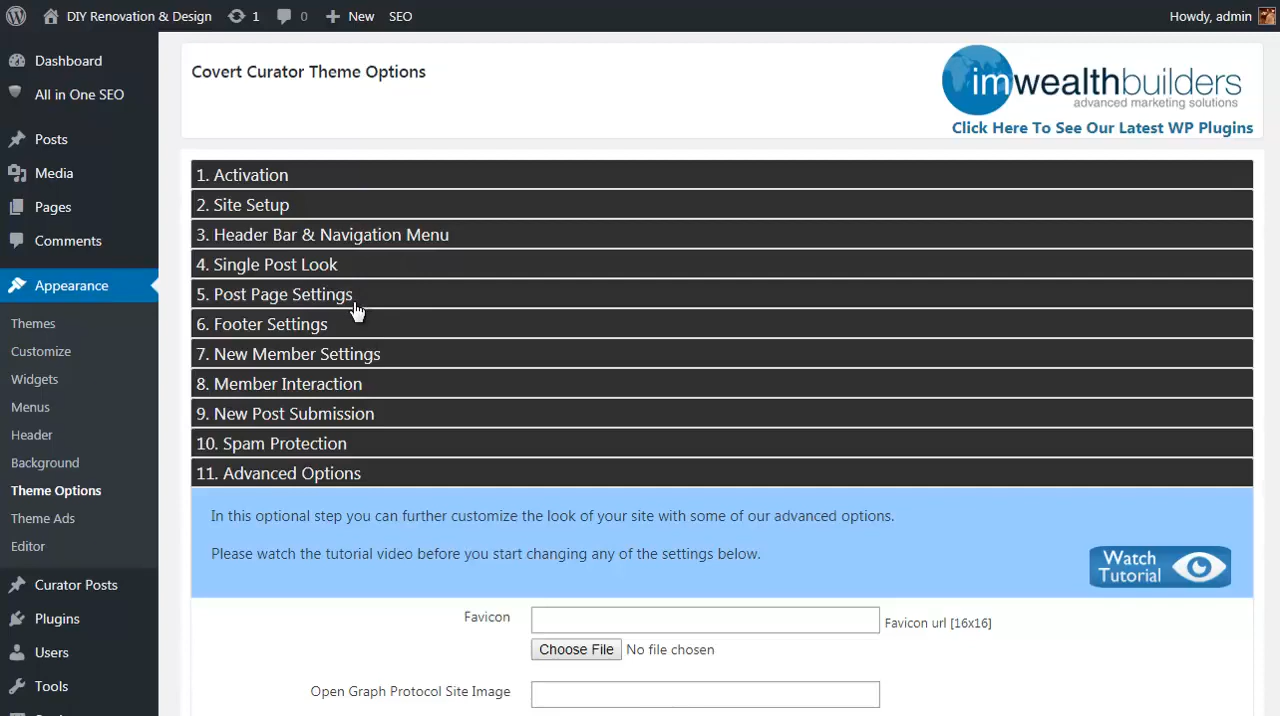 DIY Renovation & Design 1 0 New SEO Howdy, admin
Dashboard
All in One SEO
Posts
Media
Pages
Comments
Appearance
Themes
Customize
Widgets
Menus
Header
Background
Theme Options
Theme Ads
Editor
Curator Posts
Plugins
Users
Tools
Covert Curator Theme Options
imwealthbuilders
advanced marketing solutions
Click Here To See Our Latest WP Plugins
1. Activation
2. Site Setup
3. Header Bar & Navigation Menu
4. Single Post Look
5. Post Page Settings
6. Footer Settings
7. New Member Settings
8. Member Interaction
9. New Post Submission
10. Spam Protection
11. Advanced Options
In this optional step you can further customize the look of your site with some of our advanced options.
Please watch the tutorial video before you start changing any of the settings below.
Watch
Tutorial
Favicon
Favicon url [16x16]
Choose File No file chosen
Open Graph Protocol Site Image